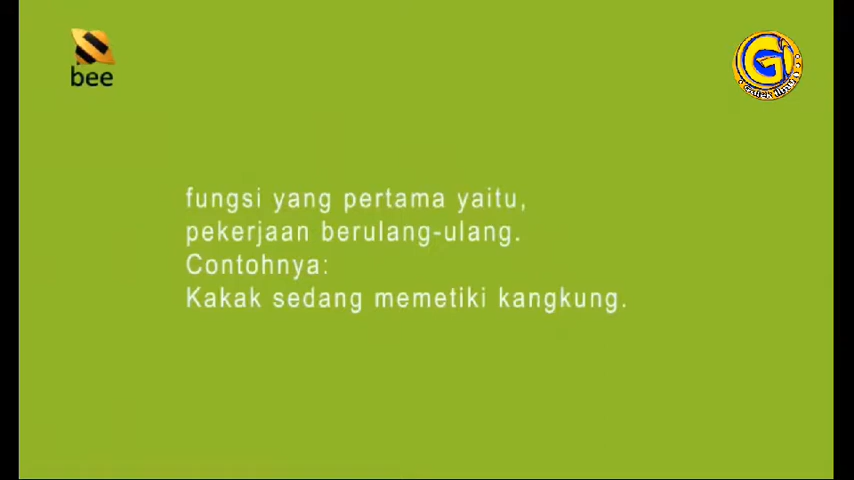 bee
G
fungsi yang pertama yaitu,
pekerjaan berulang-ulang.
Contohnya:
Kakak sedang memetiki kangkung.